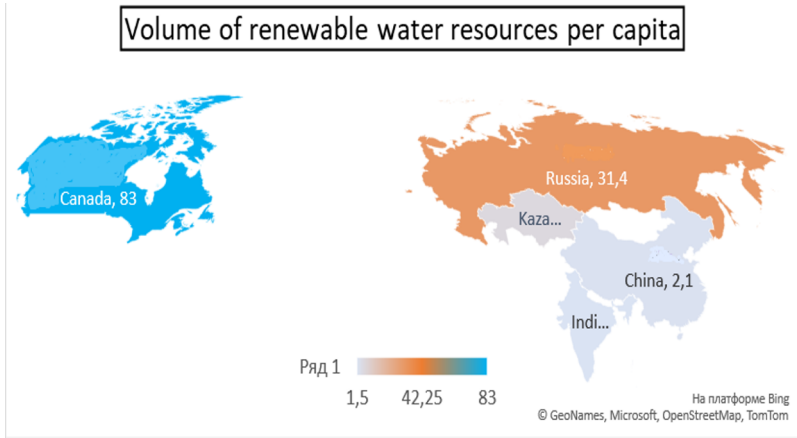 Volume of renewable water resources per capita
Canada, 83
Russia, 31,4
Kaza...
China, 2,1
Indi...
Ряд 1
1,5 42,25 83
На платформе Bing
© GeoNames, Microsoft, OpenStreetMap, TomTom